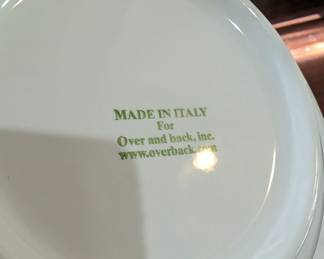 MADE IN ITALY
For
Over and back, inc.
www.overback.com